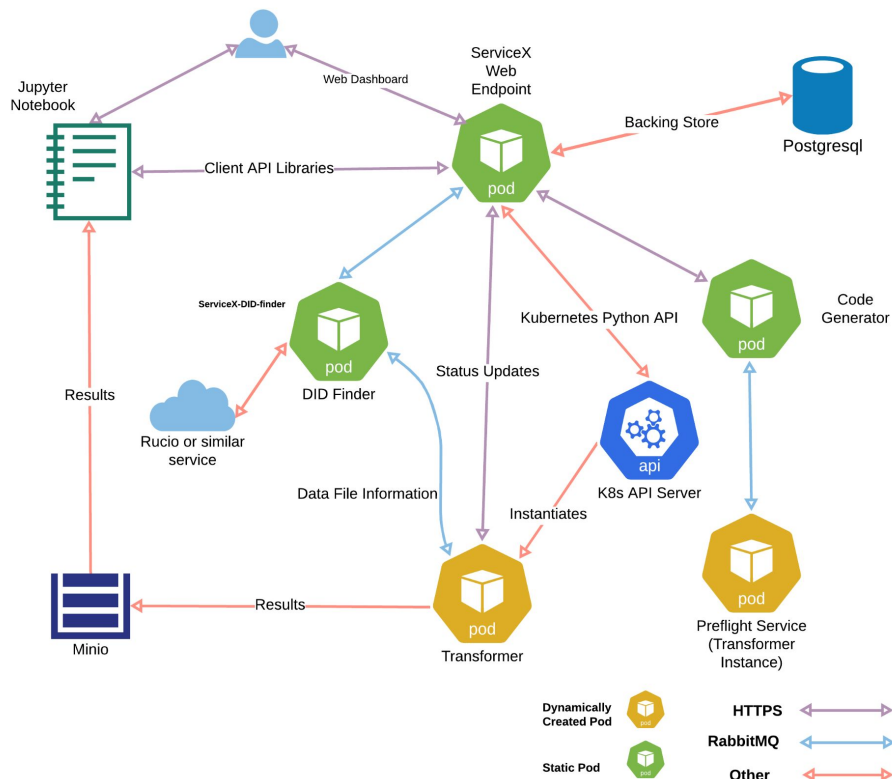 ServiceX
Web
Endpoint
Jupyter
Notebook
Web Dashboard
Backing Store
Postgresql
Client API Libraries
pod
ServiceX-DID-finder
Kubernetes Python API
Code
Generator
pod
pod
Status Updates
DID Finder
Results
Rucio or similar
service
api
K8s API Server
Data File Information
Instantiates
pod
Results
pod
Minio
Transformer
Preflight Service
(Transformer
Instance)
Dynamically
Created Pod
pod
HTTPS
RabbitMQ
Static Pod
pod
Other